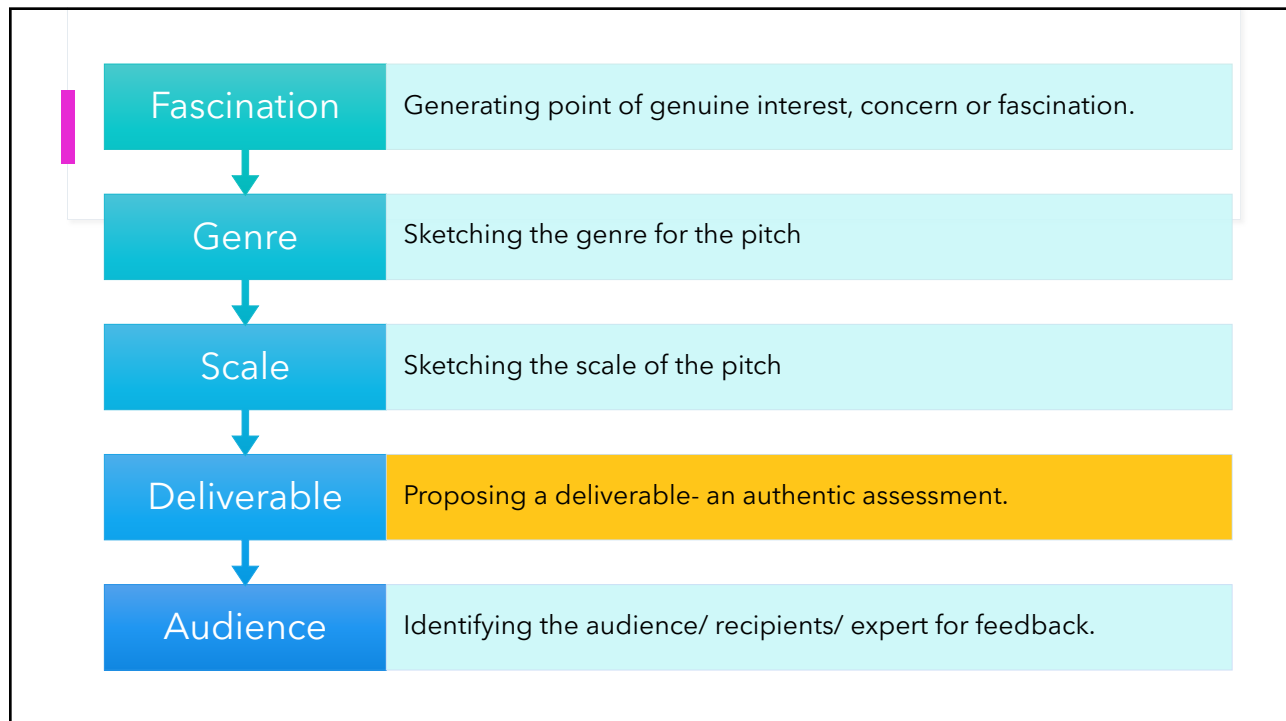 Fascination
Generating point of genuine interest, concern or fascination.
Genre
Sketching the genre for the pitch
Scale
Sketching the scale of the pitch
Deliverable
Proposing a deliverable- an authentic assessment.
Audience
Identifying the audience/ recipients/ expert for feedback.